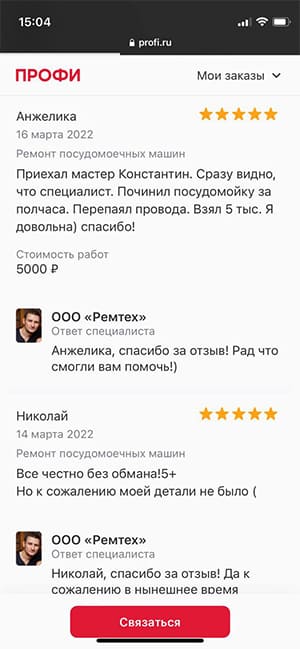 15:04
profi.ru
ПРОФИ
Мои заказы
Анжелика
16 марта 2022
Ремонт посудомоечных машин
Приехал мастер Константин. Сразу видно,
что специалист. Починил посудомойку за
полчаса. Перепаял провода. Взял 5 тыс. Я
довольна) спасибо!
Стоимость работ
5000 ₽
ООО «Ремтех»
Ответ специалиста
Анжелика, спасибо за отзыв! Рад что
смогли вам помочь!)
Николай
14 марта 2022
Ремонт посудомоечных машин
Все честно без обмана!5+
Но к сожалению моей детали не было (
ООО «Ремтех»
Ответ специалиста
Николай, спасибо за отзыв! Да к
сожалению в нынешнее время
Связаться